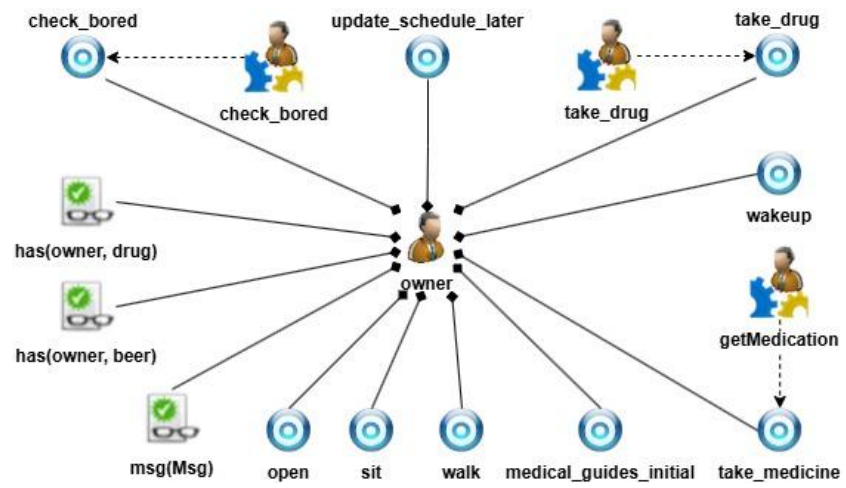 check_bored
update_schedule_later
take_drug
check_bored
take_drug
wakeup
has(owner, drug)
owner
has(owner, beer)
getMedication
msg(Msg)
open
sit
walk
medical_guides_initial
take_medicine